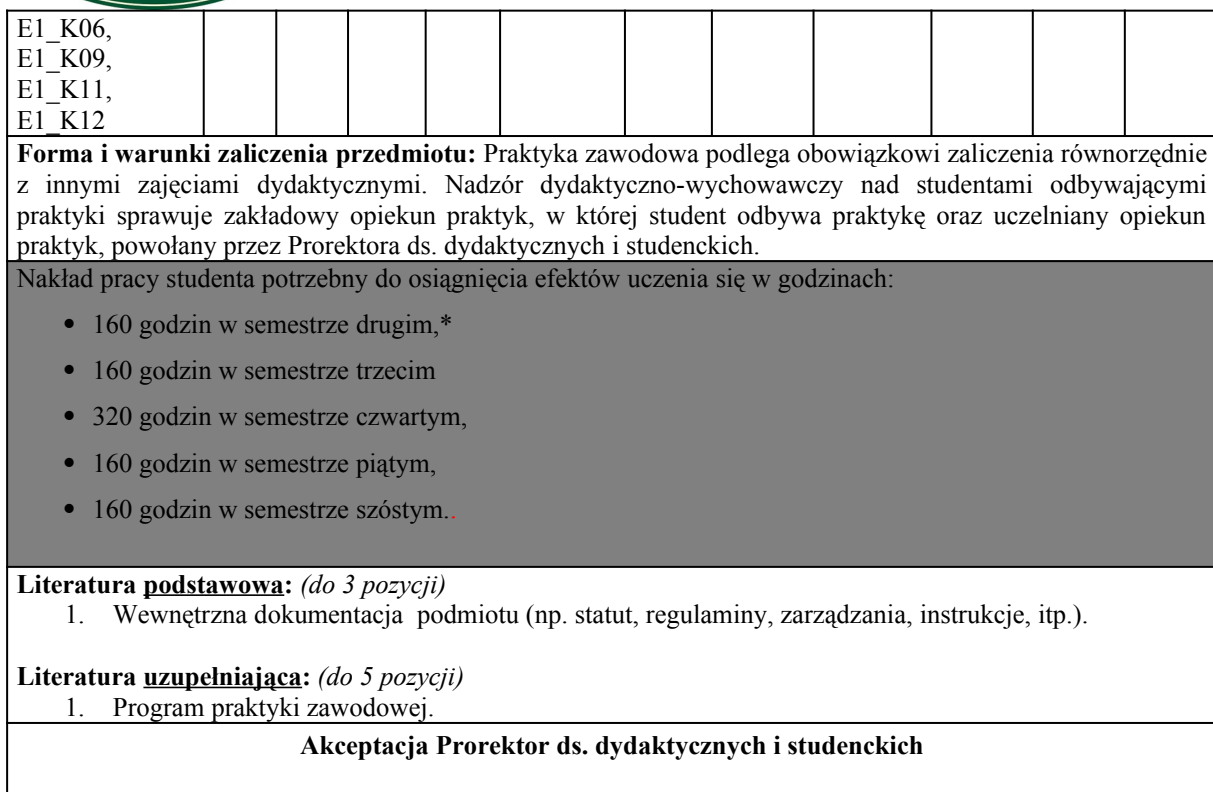 E1_K06,
E1_K09,
E1_K11,
E1_K12
Forma i warunki zaliczenia przedmiotu: Praktyka zawodowa podlega obowiązkowi zaliczenia równorzędnie
z innymi zajęciami dydaktycznymi. Nadzór dydaktyczno-wychowawczy nad studentami odbywającymi
praktyki sprawuje zakładowy opiekun praktyk, w której student odbywa praktykę oraz uczelniany opiekun
praktyk, powołany przez Prorektora ds. dydaktycznych i studenckich.
Nakład pracy studenta potrzebny do osiągnięcia efektów uczenia się w godzinach:
• 160 godzin w semestrze drugim,*
• 160 godzin w semestrze trzecim
• 320 godzin w semestrze czwartym,
• 160 godzin w semestrze piątym,
• 160 godzin w semestrze szóstym..
Literatura podstawowa: (do 3 pozycji)
1. Wewnętrzna dokumentacja podmiotu (np. statut, regulaminy, zarządzania, instrukcje, itp.).
Literatura uzupełniająca: (do 5 pozycji)
1. Program praktyki zawodowej.
Akceptacja Prorektor ds. dydaktycznych i studenckich